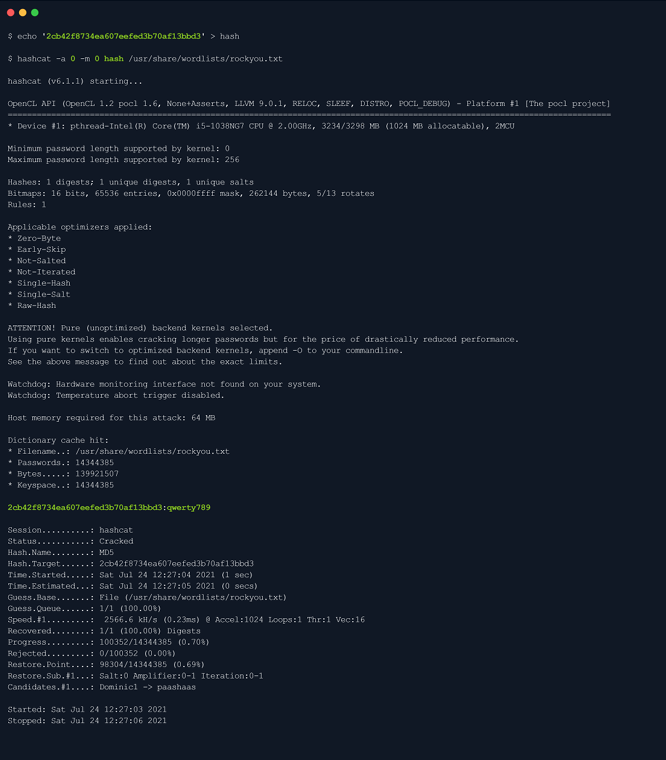 $ echo '2cb42f8734ea607eefed3b70af13bbd3' > hash
$ hashcat -a 0 -m 0 hash /usr/share/wordlists/rockyou.txt
hashcat (v6.1.1) starting...
OpenCL API (OpenCL 1.2 pocl 1.6, None+Asserts, LLVM 9.0.1, RELOC, SLEEF, DISTRO, POCL_DEBUG) - Platform #1 [The pocl project]
=============================================================================================================================
* Device #1: pthread-Intel(R) Core(TM) i5-1038NG7 CPU @ 2.00GHz, 3234/3298 MB (1024 MB allocatable), 2MCU
Minimum password length supported by kernel: 0
Maximum password length supported by kernel: 256
Hashes: 1 digests; 1 unique digests, 1 unique salts
Bitmaps: 16 bits, 65536 entries, 0x0000ffff mask, 262144 bytes, 5/13 rotates
Rules: 1
Applicable optimizers applied:
* Zero-Byte
* Early-Skip
* Not-Salted
* Not-Iterated
* Single-Hash
* Single-Salt
* Raw-Hash
ATTENTION! Pure (unoptimized) backend kernels selected.
Using pure kernels enables cracking longer passwords but for the price of drastically reduced performance.
If you want to switch to optimized backend kernels, append -O to your commandline.
See the above message to find out about the exact limits.
Watchdog: Hardware monitoring interface not found on your system.
Watchdog: Temperature abort trigger disabled.
Host memory required for this attack: 64 MB
Dictionary cache hit:
* Filename..: /usr/share/wordlists/rockyou.txt
* Passwords.: 14344385
* Bytes.....: 139921507
* Keyspace..: 14344385
2cb42f8734ea607eefed3b70af13bbd3:qwerty789
Session..........: hashcat
Status...........: Cracked
Hash.Name........: MD5
Hash.Target......: 2cb42f8734ea607eefed3b70af13bbd3
Time.Started.....: Sat Jul 24 12:27:04 2021 (1 sec)
Time.Estimated...: Sat Jul 24 12:27:05 2021 (0 secs)
Guess.Base.......: File (/usr/share/wordlists/rockyou.txt)
Guess.Queue......: 1/1 (100.00%)
Speed.#1.........:  2566.6 kH/s (0.23ms) @ Accel:1024 Loops:1 Thr:1 Vec:16
Recovered........: 1/1 (100.00%) Digests
Progress.........: 100352/14344385 (0.70%)
Rejected.........: 0/100352 (0.00%)
Restore.Point....: 98304/14344385 (0.69%)
Restore.Sub.#1...: Salt:0 Amplifier:0-1 Iteration:0-1
Candidates.#1....: Dominic1 -> paashaas
Started: Sat Jul 24 12:27:03 2021
Stopped: Sat Jul 24 12:27:06 2021